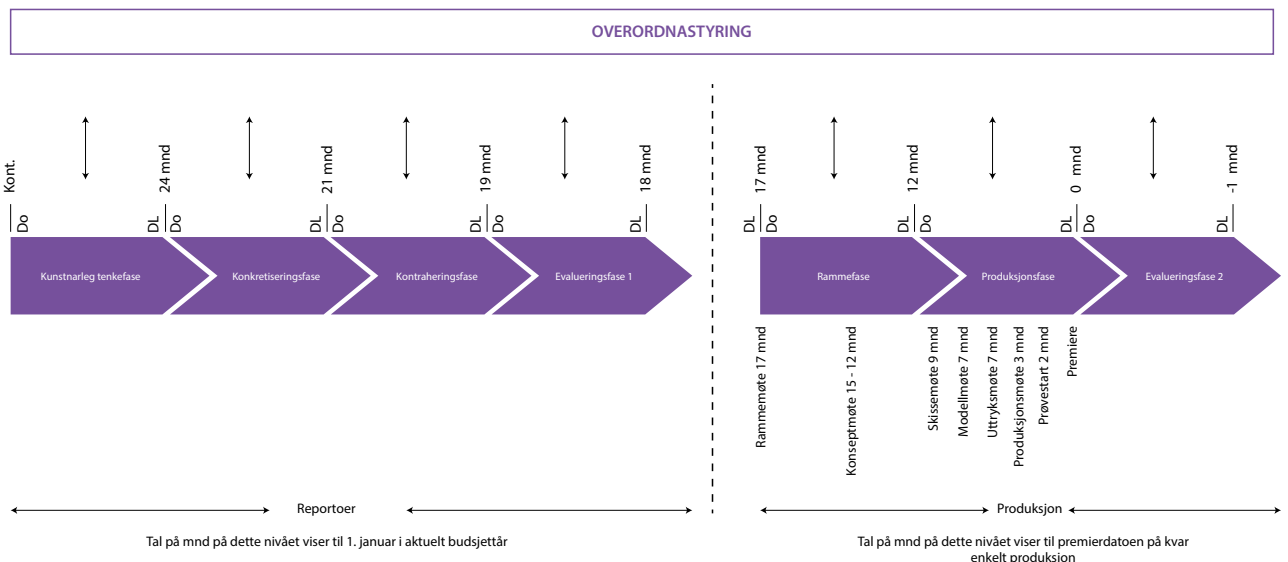 OVERORDNASTYRING
Kont.
24 mnd
21 mnd
19 mnd
18 mnd
17 mnd
12 mnd
0 mnd
-1 mnd
Do
DL
Do
DL
Do
DL
Do
DL
DL
Do
DL
Do
DL
Do
DL
Kunstnarleg tenkefase
Konkretiseringsfase
Kontraheringsfase
Evalueringsfase 1
Rammefase
Produksjonsfase
Evalueringsfase 2
Rammemøte 17 mnd
Konseptmøte 15 - 12 mnd
Skissemøte 9 mnd
Modellmøte 7 mnd
Uttryksmøte 7 mnd
Produksjonsmøte 3 mnd
Prøvestart 2 mnd
Premiere
Reportoer
Produksjon
Tal på mnd på dette nivået viser til 1. januar i aktuelt budsjettår
Tal på mnd på dette nivået viser til premierdatoen på kvar
enkelt produksjon